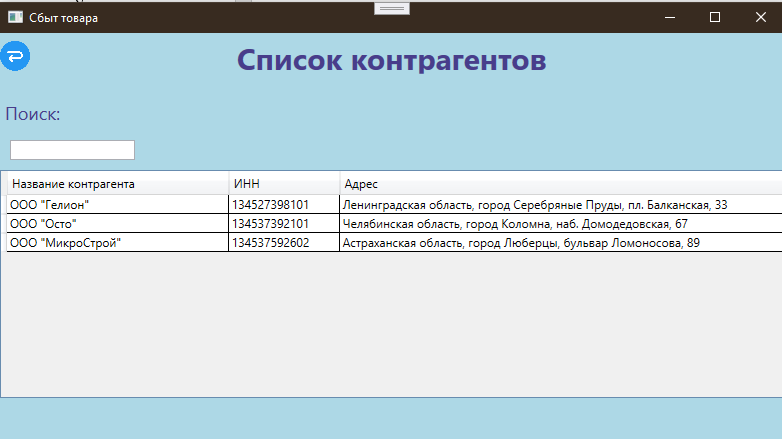 Сбыт товара
Список контрагентов
Поиск:
Название контрагента ИНН Адрес
ООО "Гелион" 134527398101 Ленинградская область, город Серебряные Пруды, пл. Балканская, 33
ООО "Осто" 134537392101 Челябинская область, город Коломна, наб. Домодедовская, 67
ООО "МикроСтрой" 134537592602 Астраханская область, город Люберцы, бульвар Ломоносова, 89